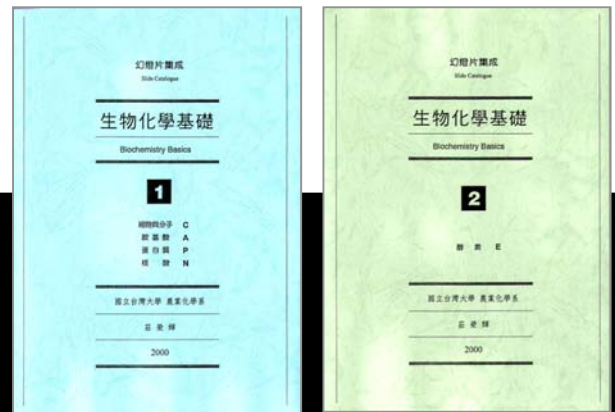 幻燈片集成
Slide Catalogue
生物化學基礎
Biochemistry Basics
1
細胞與分子 C
胺基酸 A
蛋白質 P
核酸 N
國立台灣大學 農業化學系
莊榮輝
2000
幻燈片集成
Slide Catalogue
生物化學基礎
Biochemistry Basics
2
酵素 E
國立台灣大學 農業化學系
莊榮輝
2000